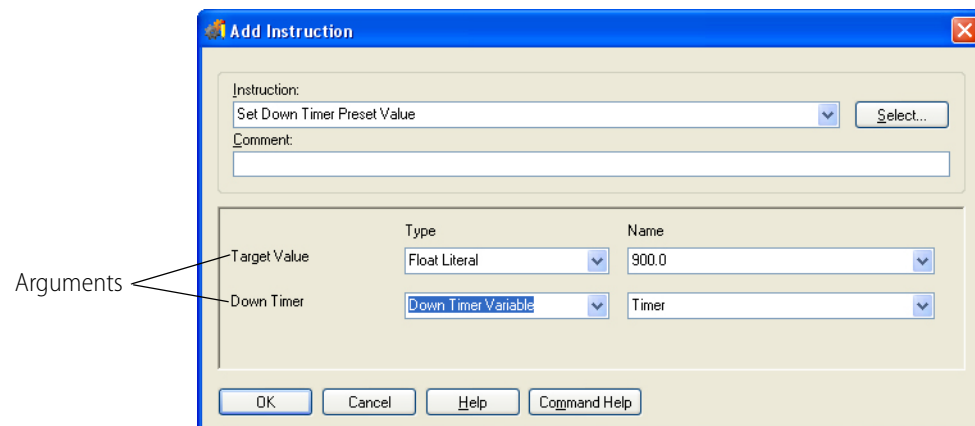 Add Instruction
Instruction:
Set Down Timer Preset Value
Select...
Comment:
Type Name
Target Value Float Literal 900.0
Arguments
Down Timer Down Timer Variable Timer
OK Cancel Help Command Help